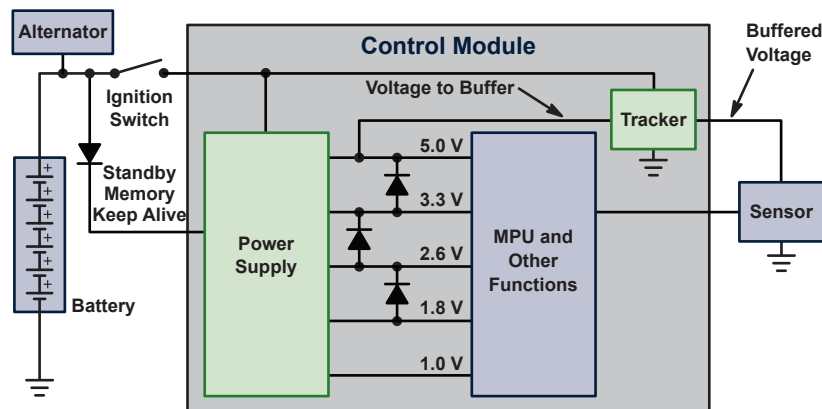 Alternator
Control Module
Buffered
Voltage
Ignition
Switch
Voltage to Buffer
Tracker
Standby
Memory
Keep Alive
5.0 V
3.3 V
2.6 V
1.8 V
1.0 V
Power
Supply
MPU and
Other
Functions
Sensor
+
+
+
+
+
+
Battery